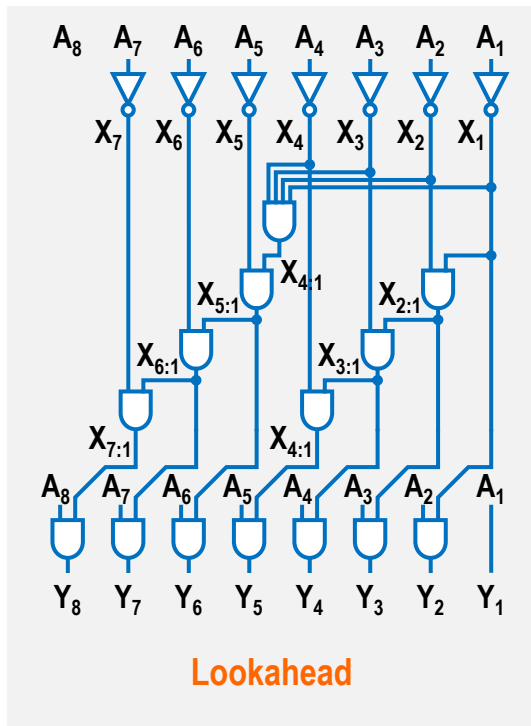 A₈ A₇ A₆ A₅ A₄ A₃ A₂ A₁
X₇ X₆ X₅ X₄ X₃ X₂ X₁
X₄:₁
X₅:₁ X₂:₁
X₆:₁ X₃:₁
X₇:₁ X₄:₁
A₈ A₇ A₆ A₅ A₄ A₃ A₂ A₁
Y₈ Y₇ Y₆ Y₅ Y₄ Y₃ Y₂ Y₁
Lookahead